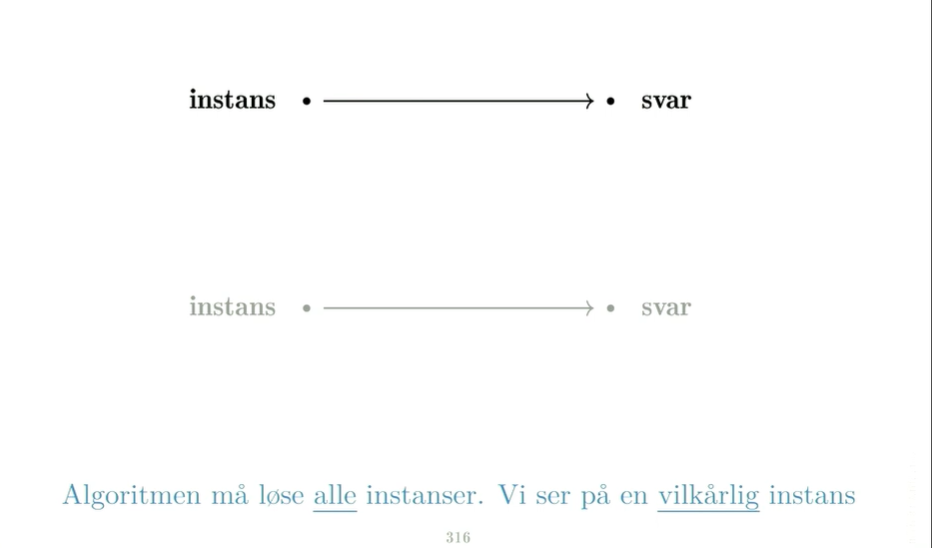 instans • → • svar
instans • → • svar
Algoritmen må løse alle instanser. Vi ser på en vilkårlig instans
316